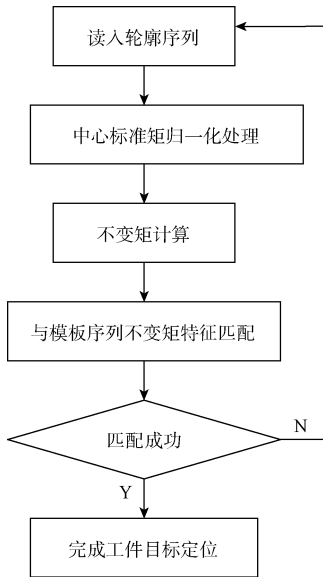 读入轮廓序列
中心标准矩归一化处理
不变矩计算
与模板序列不变矩特征匹配
匹配成功
N
Y
完成工件目标定位